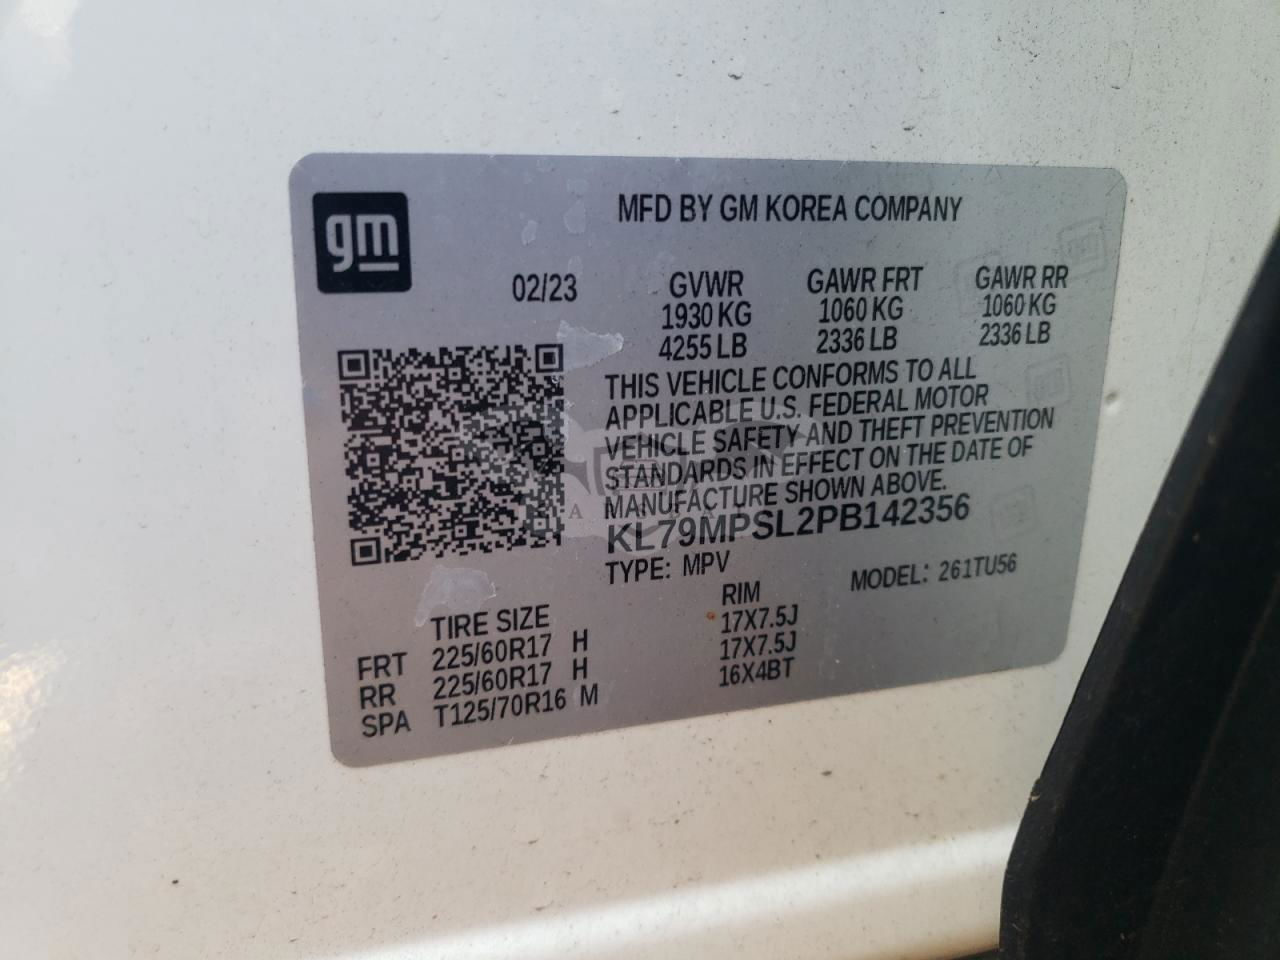 gm
MFD BY GM KOREA COMPANY
02/23
GVWR GAWR FRT GAWR RR
1930 KG 1060 KG 1060 KG
4255 LB 2336 LB 2336 LB
THIS VEHICLE CONFORMS TO ALL
APPLICABLE U.S. FEDERAL MOTOR
VEHICLE SAFETY AND THEFT PREVENTION
STANDARDS IN EFFECT ON THE DATE OF
MANUFACTURE SHOWN ABOVE.
KL79MPSL2PB142356
TYPE: MPV MODEL: 261TU56
TIRE SIZE RIM
FRT 225/60R17 H 17X7.5J
RR 225/60R17 H 17X7.5J
SPA T125/70R16 M 16X4BT